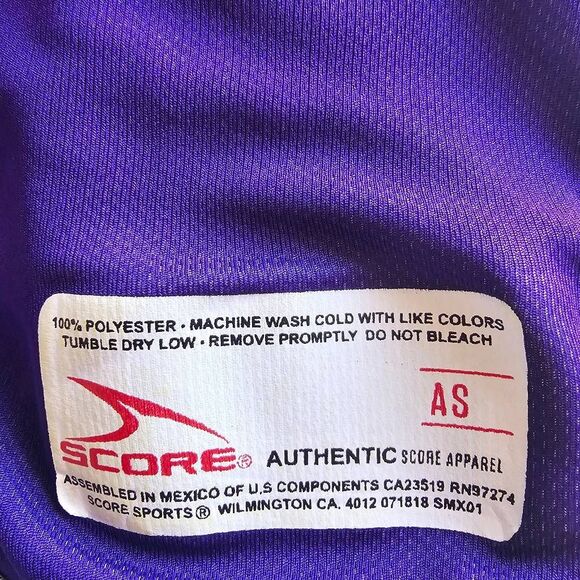 100% POLYESTER • MACHINE WASH COLD WITH LIKE COLORS
TUMBLE DRY LOW • REMOVE PROMPTLY DO NOT BLEACH
AS
SCORE®
AUTHENTIC SCORE APPAREL
ASSEMBLED IN MEXICO OF U.S COMPONENTS CA23519 RN97274
SCORE SPORTS® WILMINGTON CA. 4012 071818 SMX01